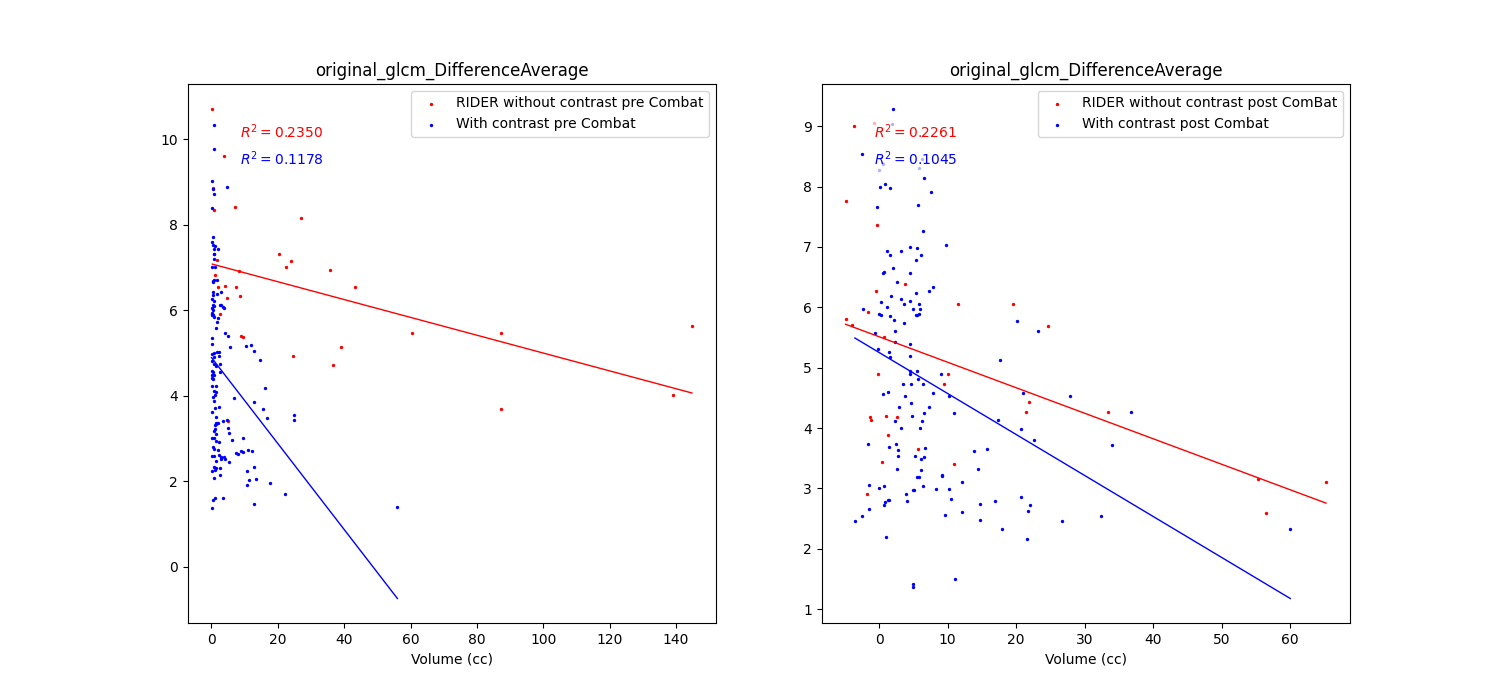 original_glcm_DifferenceAverage
RIDER without contrast pre Combat
With contrast pre Combat
R² = 0.2350
R² = 0.1178
10
8
6
4
2
0
0 20 40 60 80 100 120 140
Volume (cc)
original_glcm_DifferenceAverage
RIDER without contrast post ComBat
With contrast post Combat
R² = 0.2261
R² = 0.1045
9
8
7
6
5
4
3
2
1
0 10 20 30 40 50 60
Volume (cc)